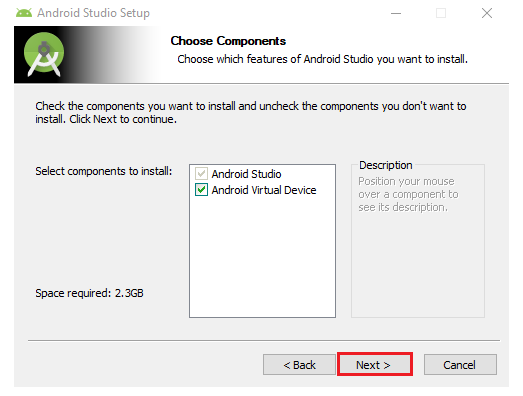 Android Studio Setup
Choose Components
Choose which features of Android Studio you want to install.
Check the components you want to install and uncheck the components you don't want to
install. Click Next to continue.
Select components to install:
Android Studio
Android Virtual Device
Description
Position your mouse
over a component to
see its description.
Space required: 2.3GB
< Back
Next >
Cancel